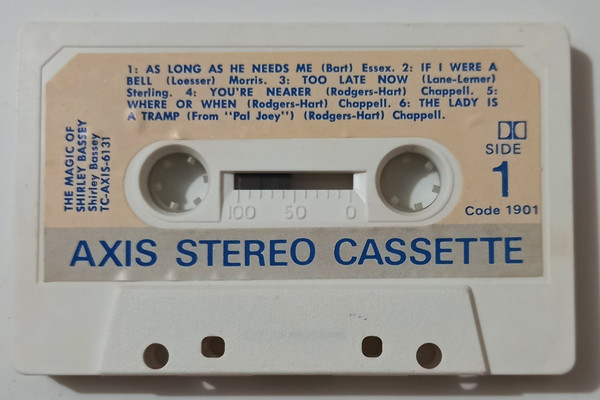 1: AS LONG AS HE NEEDS ME (Bart) Essex. 2: IF I WERE A
BELL (Loesser) Morris. 3: TOO LATE NOW (Lane-Lerner)
Sterling. 4: YOU'RE NEARER (Rodgers-Hart) Chappell. 5:
WHERE OR WHEN (Rodgers-Hart) Chappell. 6: THE LADY IS
A TRAMP (From "Pal Joey") (Rodgers-Hart) Chappell.
THE MAGIC OF
SHIRLEY BASSEY
Shirley Bassey
TC-AXIS-6131
SIDE
1
Code 1901
100 50 0
AXIS STEREO CASSETTE